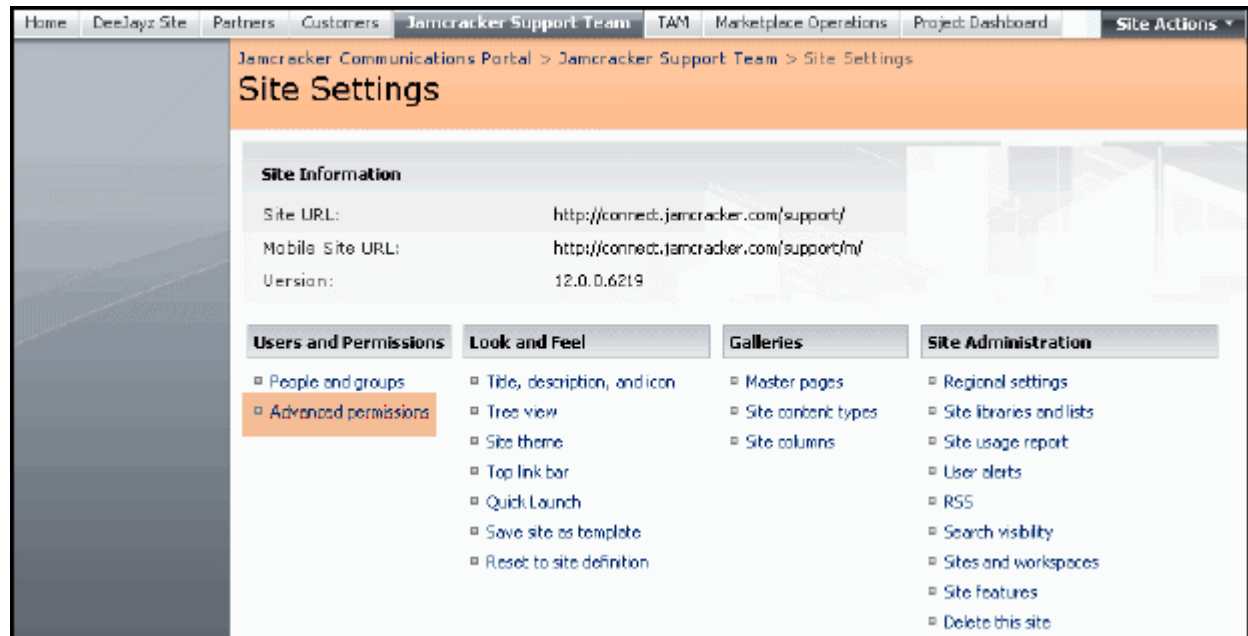 Home DeeJayz Site Partners Customers Jamcracker Support Team TAM Marketplace Operations Project Dashboard Site Actions
Jamcracker Communications Portal > Jamcracker Support Team > Site Settings
Site Settings
Site Information
Site URL: http://connect.jamcracker.com/support/
Mobile Site URL: http://connect.jamcracker.com/support/m/
Version: 12.0.0.6219
Users and Permissions
People and groups
Advanced permissions
Look and Feel
Title, description, and icon
Tree view
Site theme
Top link bar
Quick Launch
Save site as template
Reset to site definition
Galleries
Master pages
Site content types
Site columns
Site Administration
Regional settings
Site libraries and lists
Site usage report
User alerts
RSS
Search visibility
Sites and workspaces
Site features
Delete this site